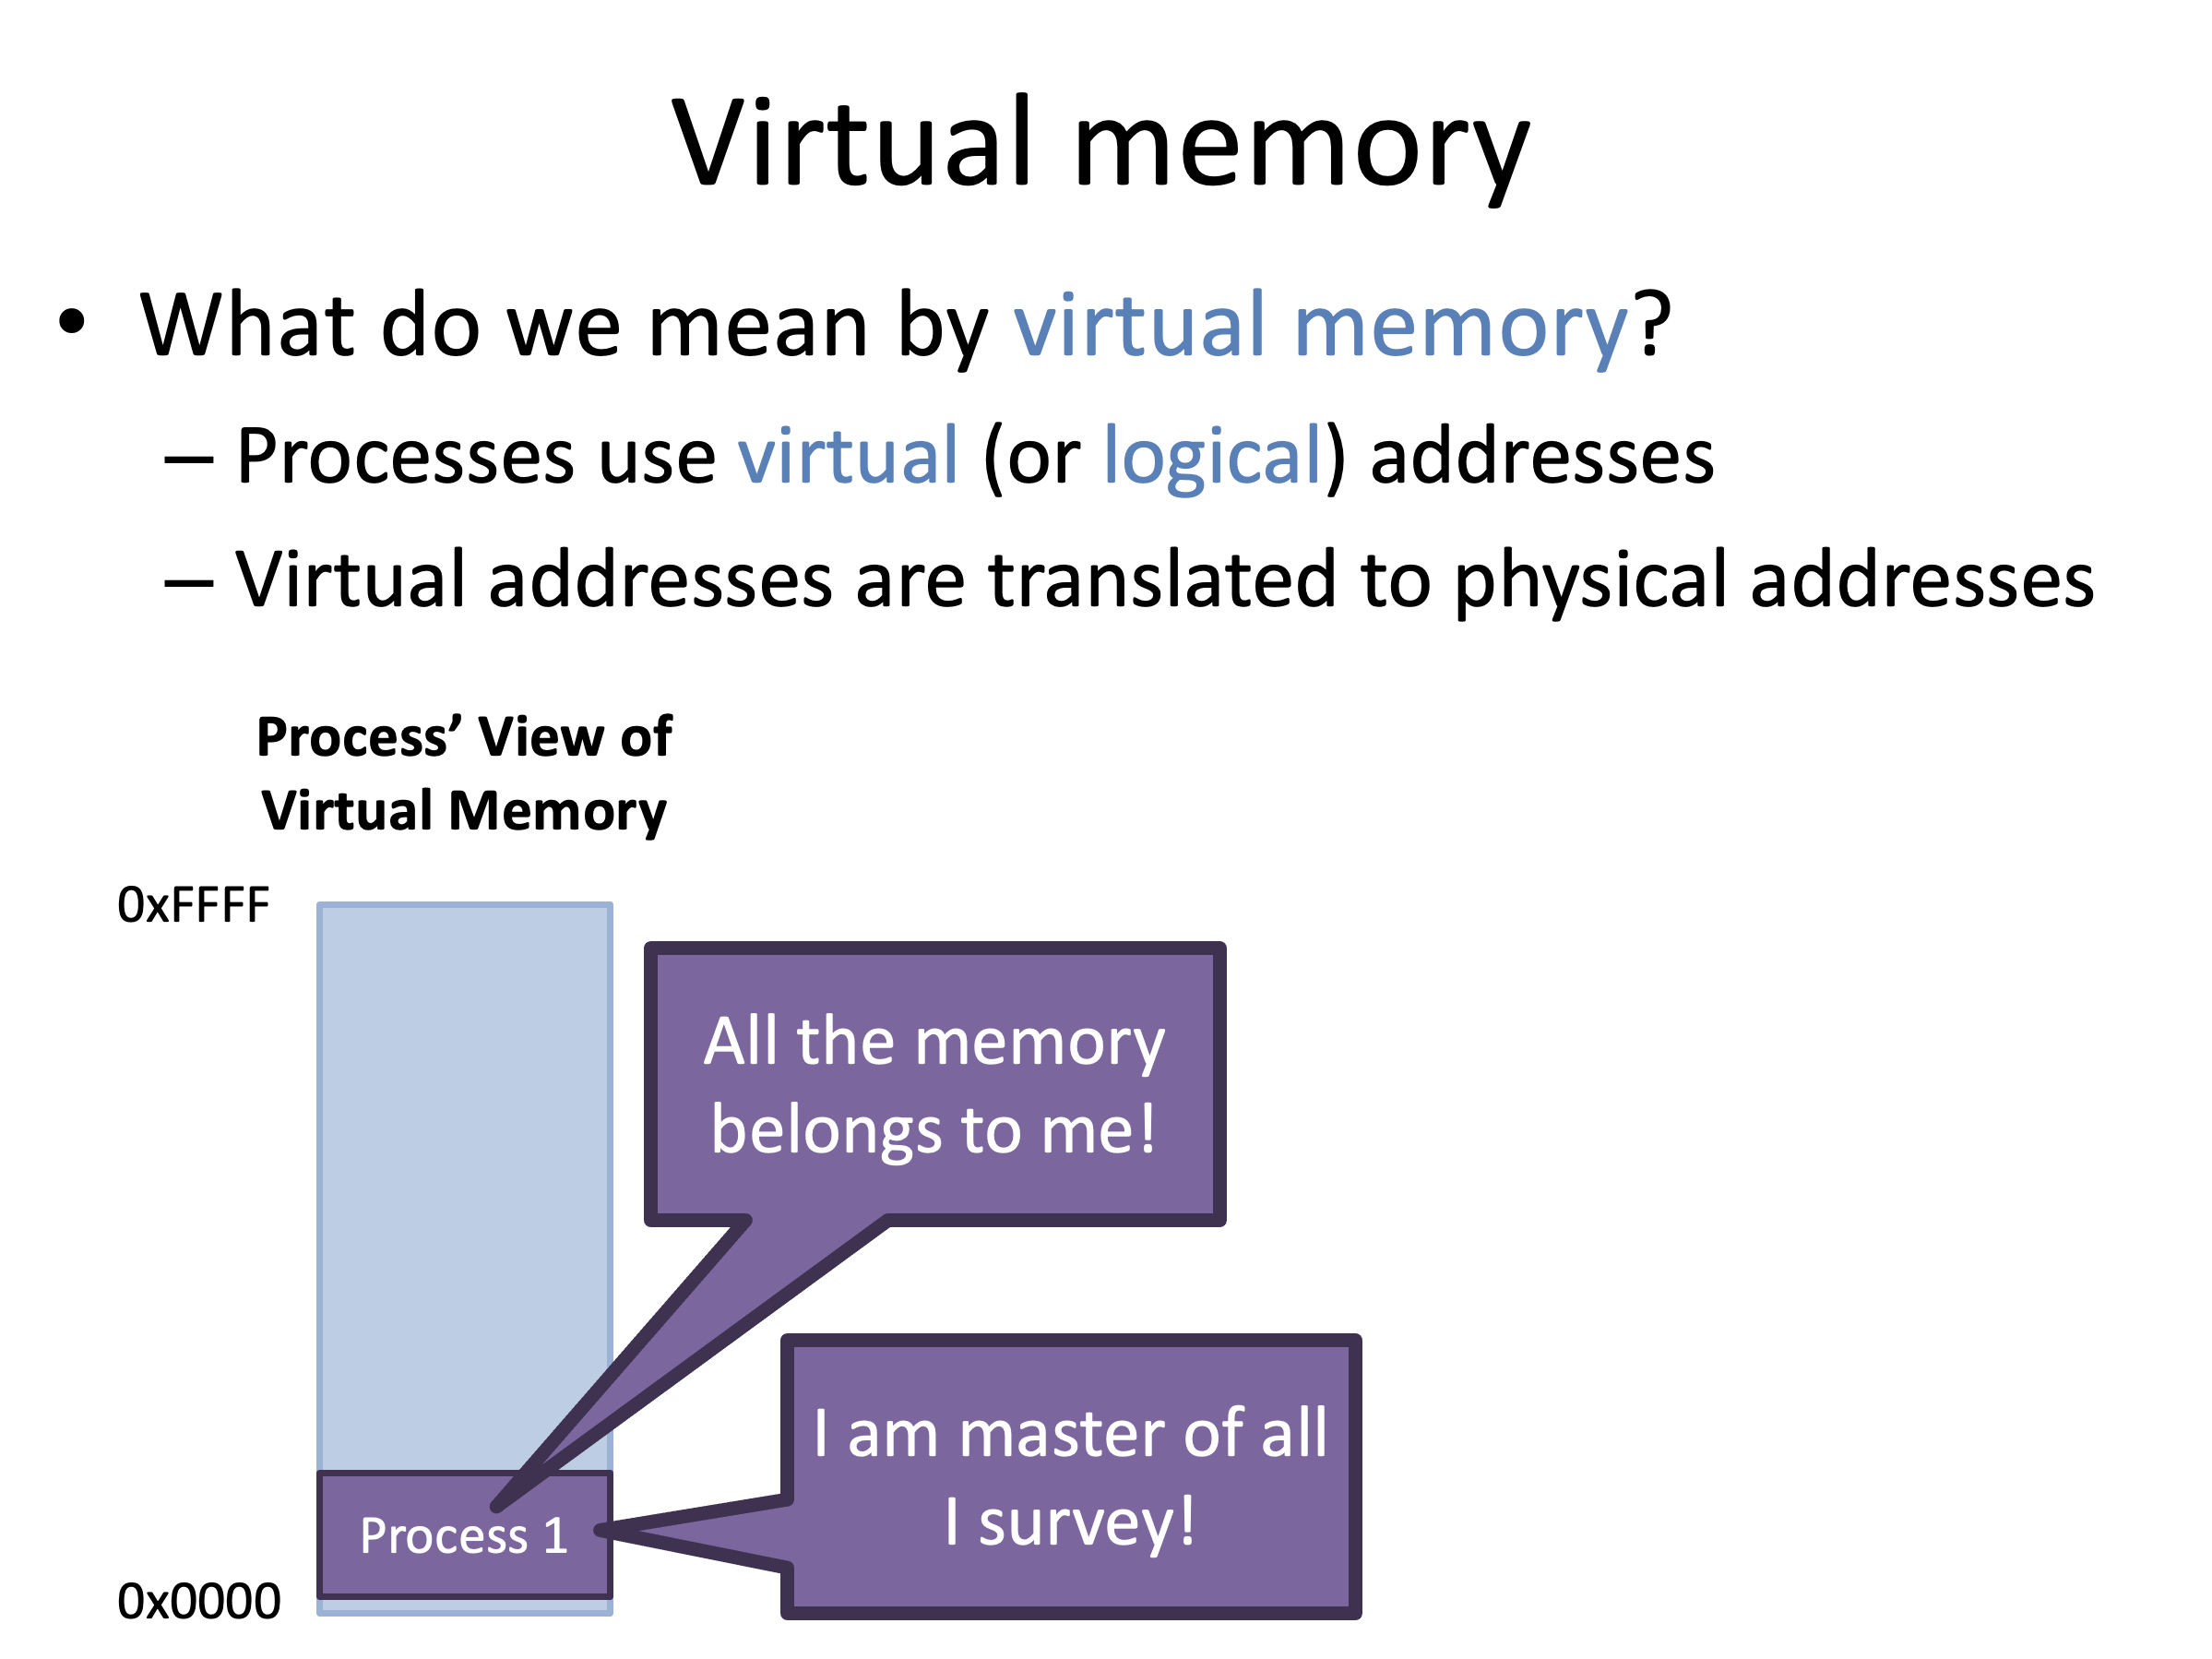 Virtual memory
• What do we mean by virtual memory?
– Processes use virtual (or logical) addresses
– Virtual addresses are translated to physical addresses
Process’ View of
Virtual Memory
0xFFFF
All the memory
belongs to me!
I am master of all
I survey!
Process 1
0x0000